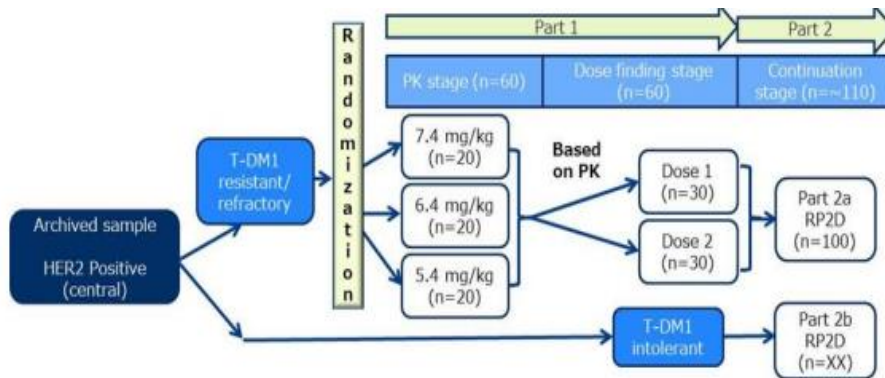 Part 1
Part 2
Randomization
PK stage (n=60)
Dose finding stage
(n=60)
Continuation
stage (n=~110)
T-DM1
resistant/
refractory
7.4 mg/kg
(n=20)
Based
on PK
Dose 1
(n=30)
Archived sample
HER2 Positive
(central)
6.4 mg/kg
(n=20)
Dose 2
(n=30)
Part 2a
RP2D
(n=100)
5.4 mg/kg
(n=20)
T-DM1
intolerant
Part 2b
RP2D
(n=XX)